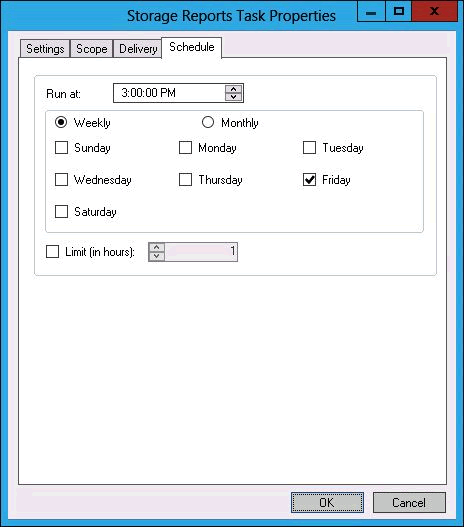 Storage Reports Task Properties
Settings Scope Delivery Schedule
Run at: 3:00:00 PM
Weekly Monthly
Sunday Monday Tuesday
Wednesday Thursday Friday
Saturday
Limit (in hours): 1
OK Cancel